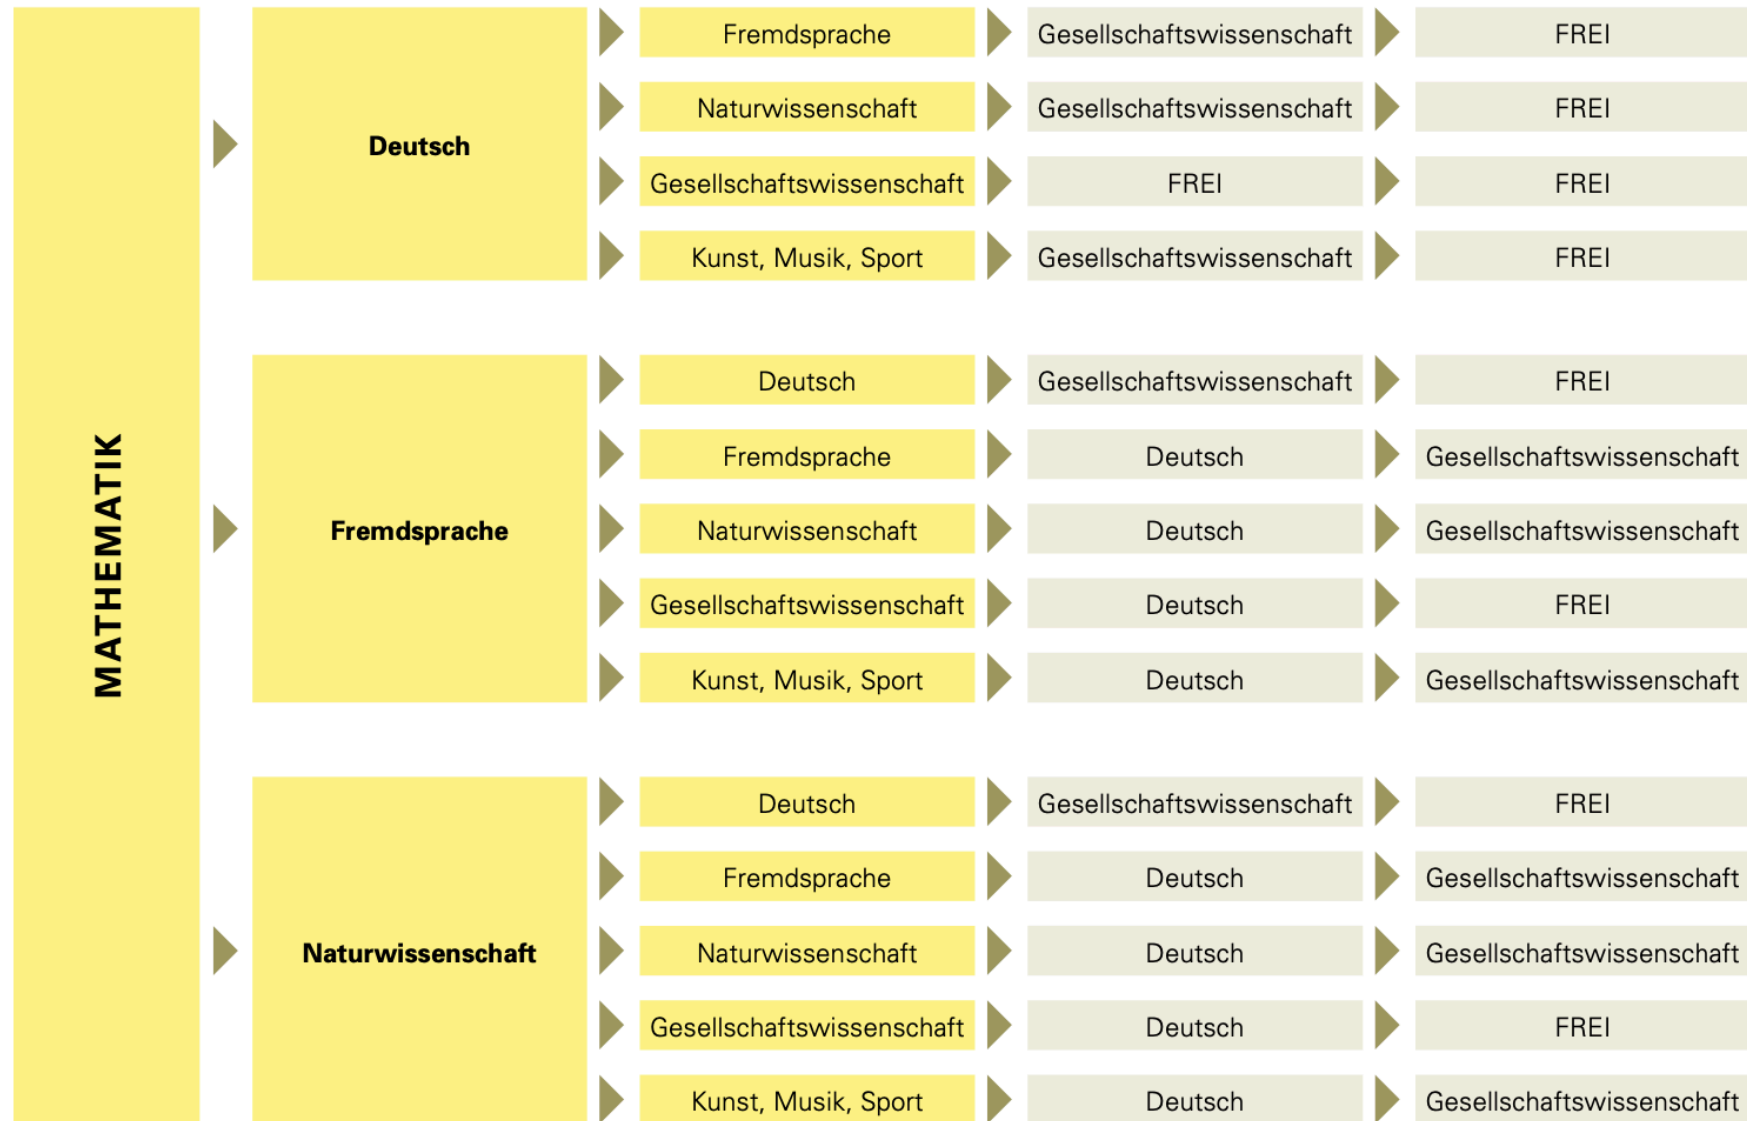 MATHEMATIK
Deutsch
Fremdsprache Gesellschaftswissenschaft FREI
Naturwissenschaft Gesellschaftswissenschaft FREI
Gesellschaftswissenschaft FREI FREI
Kunst, Musik, Sport Gesellschaftswissenschaft FREI
Fremdsprache
Deutsch Gesellschaftswissenschaft FREI
Fremdsprache Deutsch Gesellschaftswissenschaft
Naturwissenschaft Deutsch Gesellschaftswissenschaft
Gesellschaftswissenschaft Deutsch FREI
Kunst, Musik, Sport Deutsch Gesellschaftswissenschaft
Naturwissenschaft
Deutsch Gesellschaftswissenschaft FREI
Fremdsprache Deutsch Gesellschaftswissenschaft
Naturwissenschaft Deutsch Gesellschaftswissenschaft
Gesellschaftswissenschaft Deutsch FREI
Kunst, Musik, Sport Deutsch Gesellschaftswissenschaft